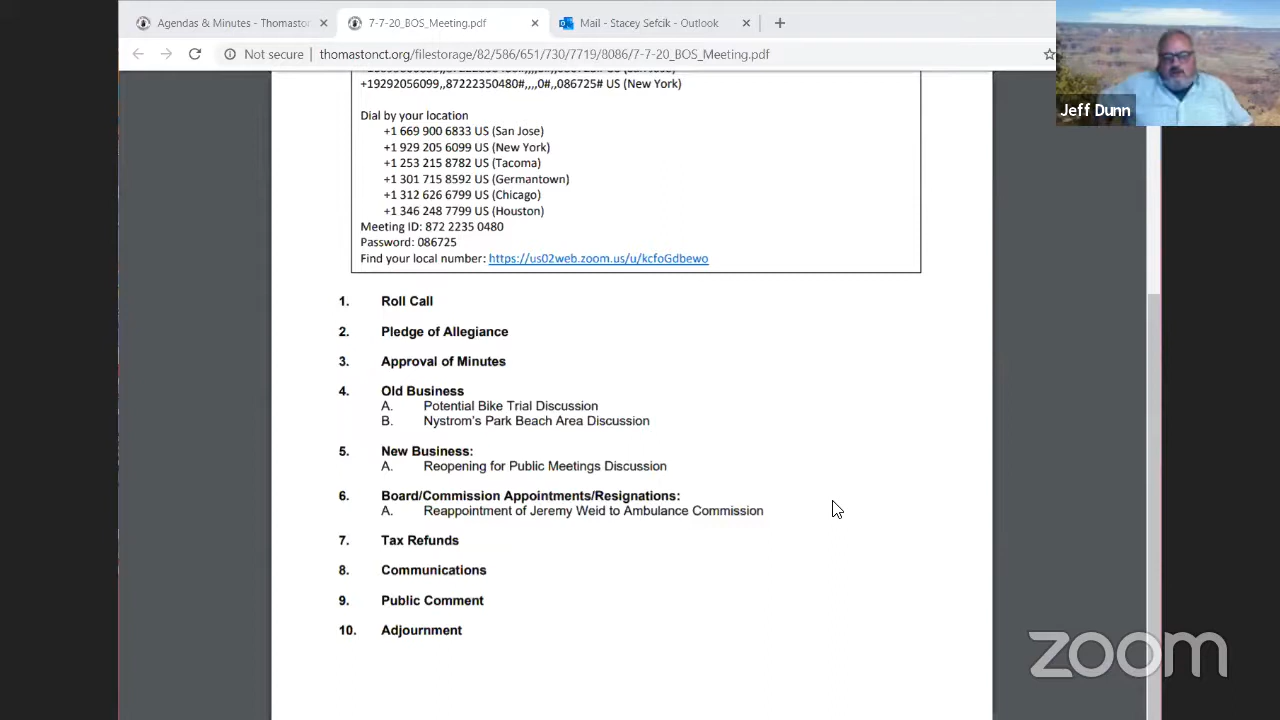 Agendas & Minutes - Thomaston
7-7-20_BOS_Meeting.pdf
Mail - Stacey Sefcik - Outlook
Not secure
thomastonct.org/filestorage/82/586/651/730/7719/8086/7-7-20_BOS_Meeting.pdf
Jeff Dunn
+19292056099,,87222350480#,,,,0#,,086725# US (New York)
Dial by your location
+1 669 900 6833 US (San Jose)
+1 929 205 6099 US (New York)
+1 253 215 8782 US (Tacoma)
+1 301 715 8592 US (Germantown)
+1 312 626 6799 US (Chicago)
+1 346 248 7799 US (Houston)
Meeting ID: 872 2235 0480
Password: 086725
Find your local number: https://us02web.zoom.us/u/kcfoGdbewo
1. Roll Call
2. Pledge of Allegiance
3. Approval of Minutes
4. Old Business
A. Potential Bike Trial Discussion
B. Nystrom's Park Beach Area Discussion
5. New Business:
A. Reopening for Public Meetings Discussion
6. Board/Commission Appointments/Resignations:
A. Reappointment of Jeremy Weid to Ambulance Commission
7. Tax Refunds
8. Communications
9. Public Comment
10. Adjournment
zoom